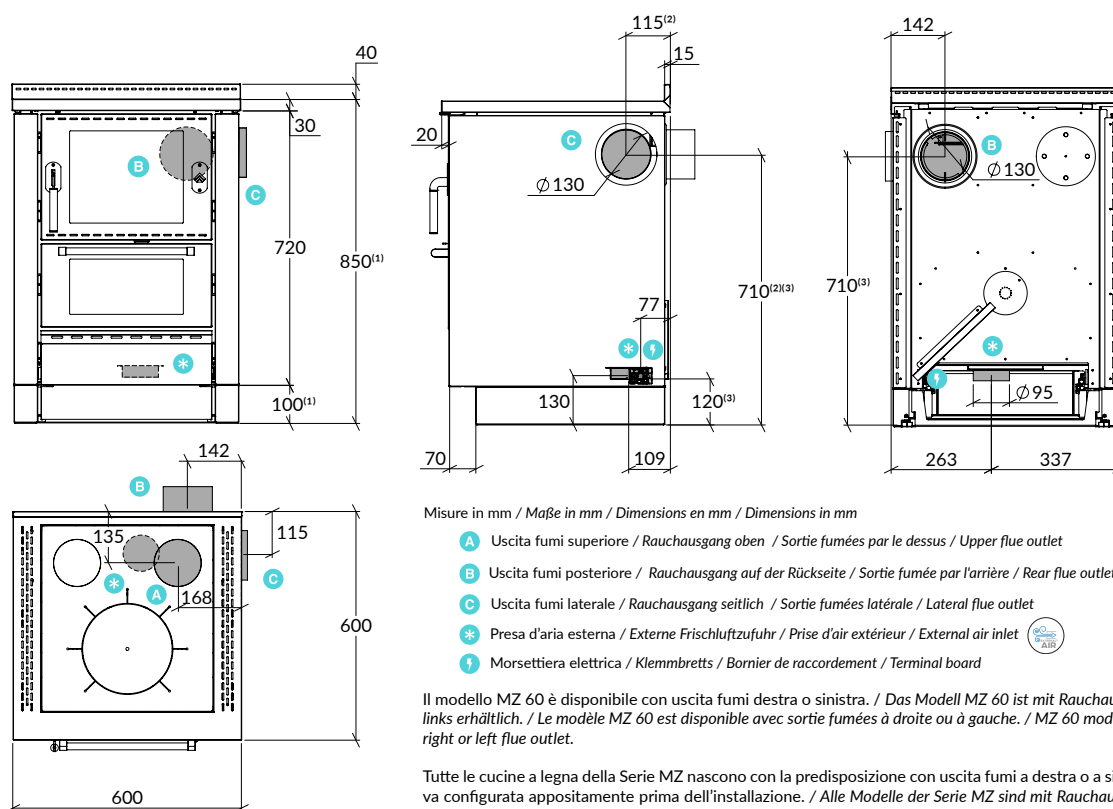 40
30
B
C
720
850(1)
100(1)
115(2)
15
20
C
Ø 130
77
710(2)(3)
130
120(3)
70
109
142
B
Ø 130
710(3)
Ø 95
263
337
142
B
135
115
A
C
168
600
600
Misure in mm / Maße in mm / Dimensions en mm / Dimensions in mm
A Uscita fumi superiore / Rauchausgang oben / Sortie fumées par le dessus / Upper flue outlet
B Uscita fumi posteriore / Rauchausgang auf der Rückseite / Sortie fumée par l'arrière / Rear flue outlet
C Uscita fumi laterale / Rauchausgang seitlich / Sortie fumées latérale / Lateral flue outlet
* Presa d'aria esterna / Externe Frischluftzufuhr / Prise d'air extérieur / External air inlet
AIR
Morsettiera elettrica / Klemmbretts / Bornier de raccordement / Terminal board
Il modello MZ 60 è disponibile con uscita fumi destra o sinistra. / Das Modell MZ 60 ist mit Rauchau
links erhältlich. / Le modèle MZ 60 est disponible avec sortie fumées à droite ou à gauche. / MZ 60 mod
right or left flue outlet.
Tutte le cucine a legna della Serie MZ nascono con la predisposizione con uscita fumi a destra o a si
va configurata appositamente prima dell'installazione. / Alle Modelle der Serie MZ sind mit Rauchau